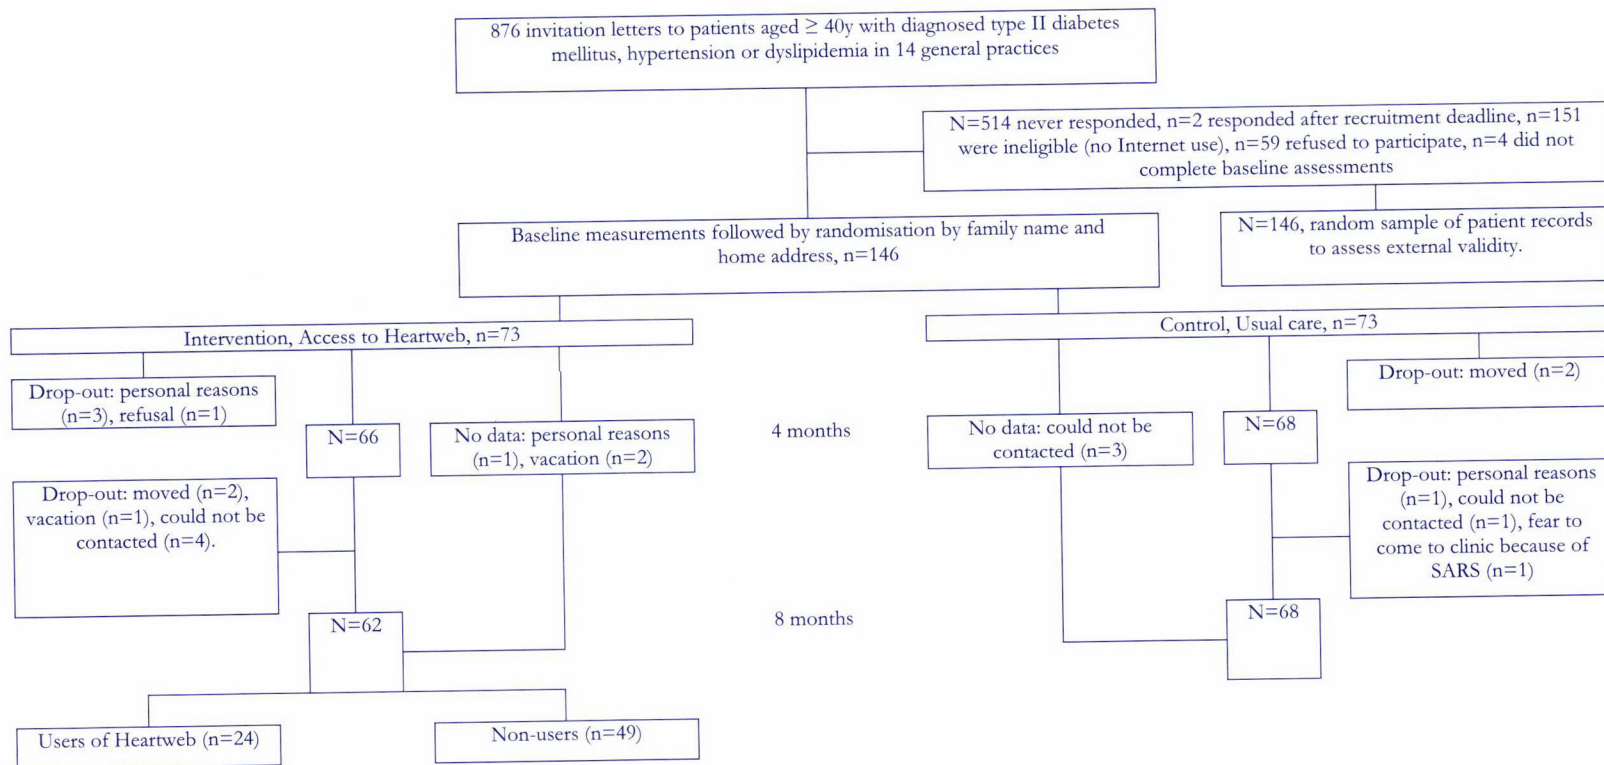 876 invitation letters to patients aged ≥ 40y with diagnosed type II diabetes
mellitus, hypertension or dyslipidemia in 14 general practices
N=514 never responded, n=2 responded after recruitment deadline, n=151
were ineligible (no Internet use), n=59 refused to participate, n=4 did not
complete baseline assessments
Baseline measurements followed by randomisation by family name and
home address, n=146
N=146, random sample of patient records
to assess external validity.
Intervention, Access to Heartweb, n=73
Control, Usual care, n=73
Drop-out: personal reasons
(n=3), refusal (n=1)
N=66
No data: personal reasons
(n=1), vacation (n=2)
4 months
No data: could not be
contacted (n=3)
N=68
Drop-out: moved (n=2)
Drop-out: moved (n=2),
vacation (n=1), could not be
contacted (n=4).
Drop-out: personal reasons
(n=1), could not be
contacted (n=1), fear to
come to clinic because of
SARS (n=1)
N=62
8 months
N=68
Users of Heartweb (n=24)
Non-users (n=49)